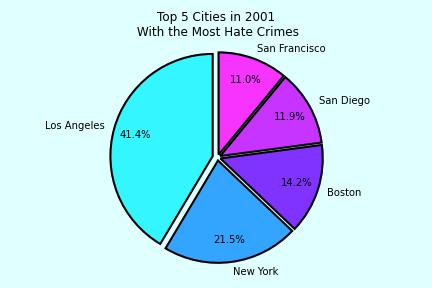 Top 5 Cities in 2001
With the Most Hate Crimes
San Francisco
11.0%
San Diego
11.9%
Los Angeles
41.4%
14.2%
Boston
21.5%
New York